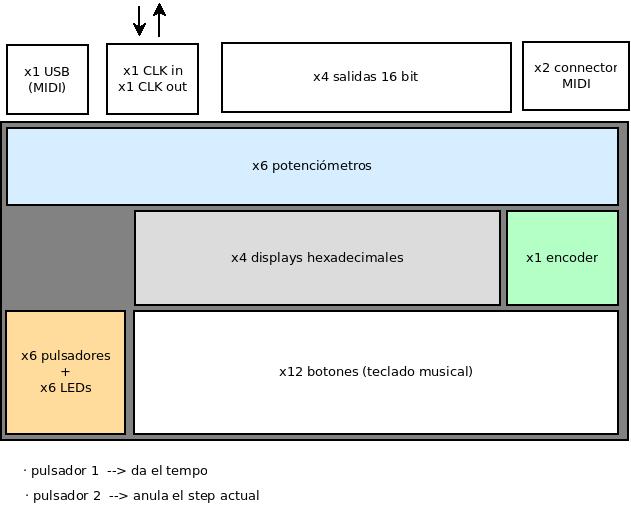 x1 USB
(MIDI)
x1 CLK in
x1 CLK out
x4 salidas 16 bit
x2 connector
MIDI
x6 potenciómetros
x4 displays hexadecimales
x1 encoder
x6 pulsadores
+
x6 LEDs
x12 botones (teclado musical)
· pulsador 1 --> da el tempo
· pulsador 2 --> anula el step actual